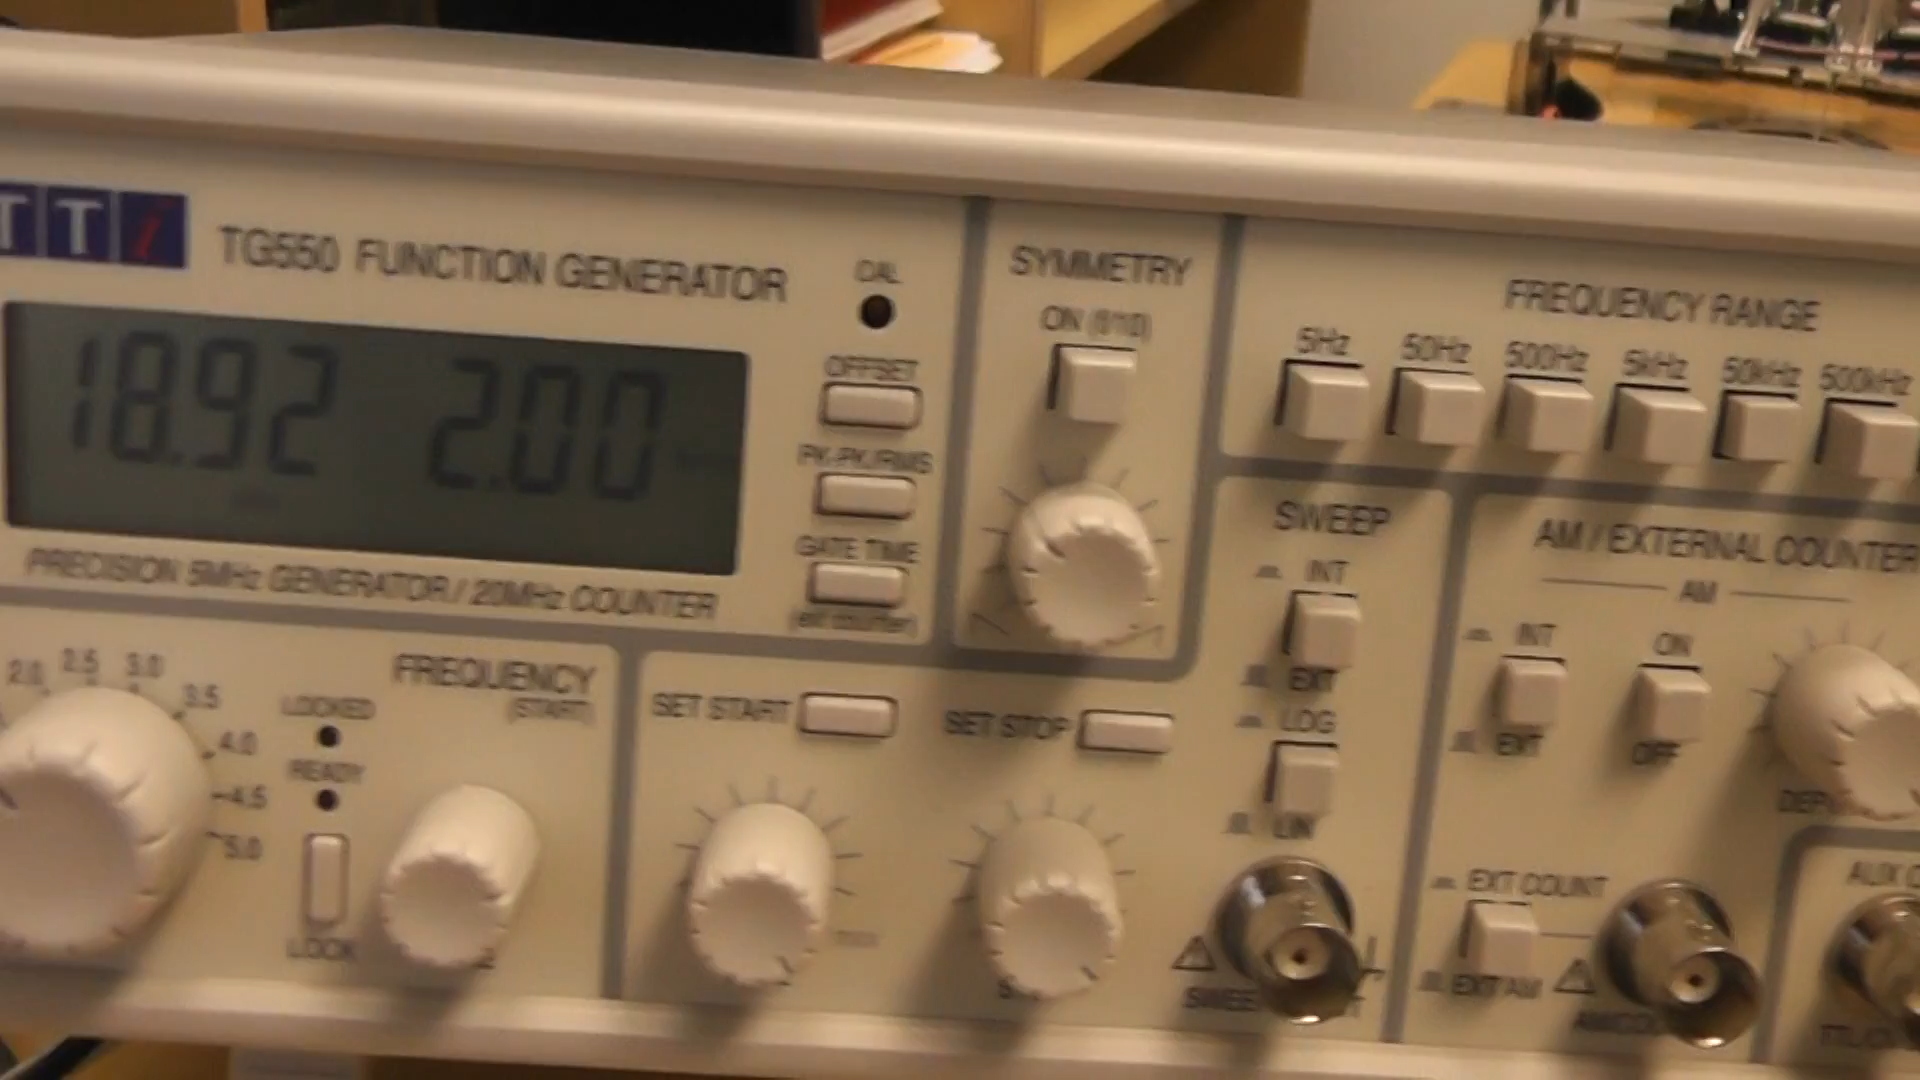 TTi
TG550 FUNCTION GENERATOR
CAL
18.92 2.00
OFFSET
PK-PK/RMS
GATE TIME
(ext counter)
PRECISION 5MHz GENERATOR / 20MHz COUNTER
SYMMETRY
ON (÷10)
FREQUENCY RANGE
5Hz 50Hz 500Hz 5kHz 50kHz 500kHz
SWEEP
INT
EXT
LOG
LIN
AM / EXTERNAL COUNTER
AM
INT
EXT
ON
OFF
2.0 2.5 3.0 3.5 4.0 4.5 5.0
FREQUENCY
(START)
LOCKED
READY
LOCK
SET START
SET STOP
EXT COUNT
EXT AM